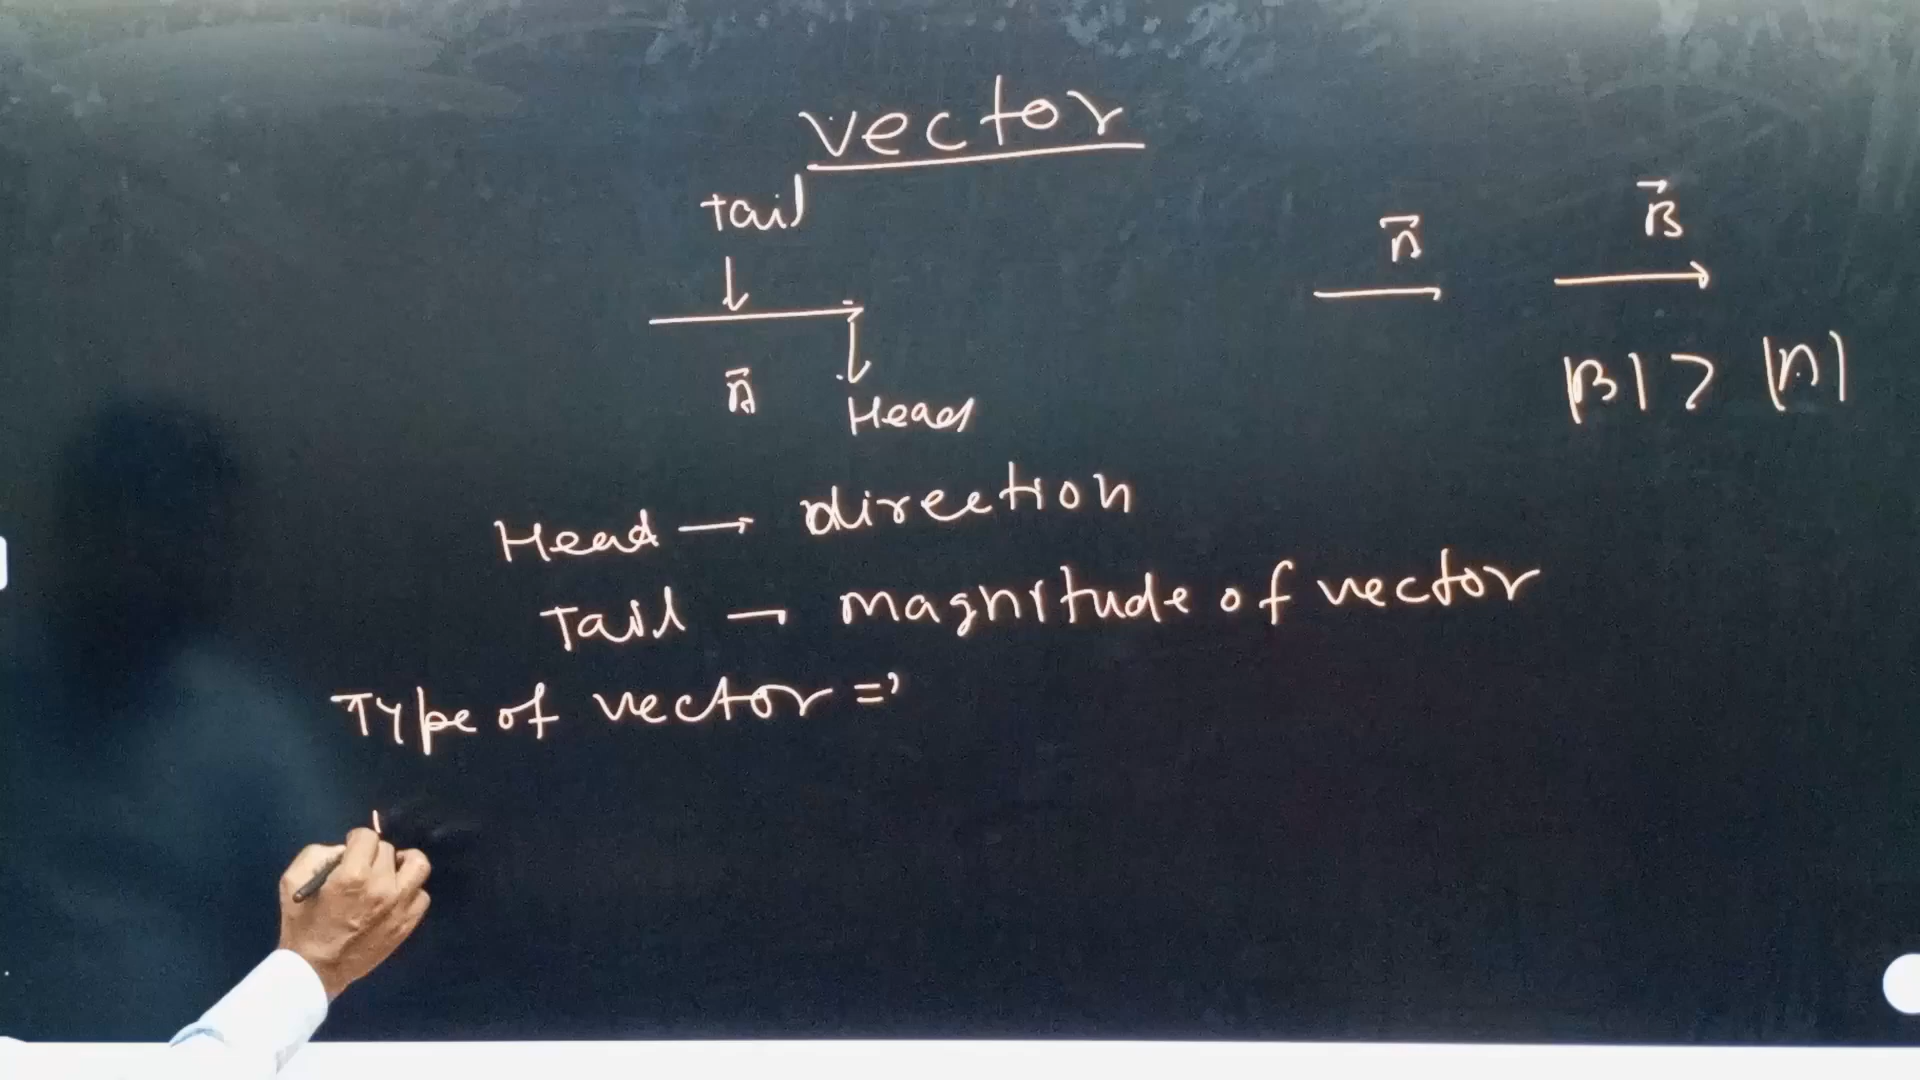 vector
Tail
A⃗
Head
A⃗ B⃗
|B| > |A|
Head → direction
Tail → magnitude of vector
Type of vector =>